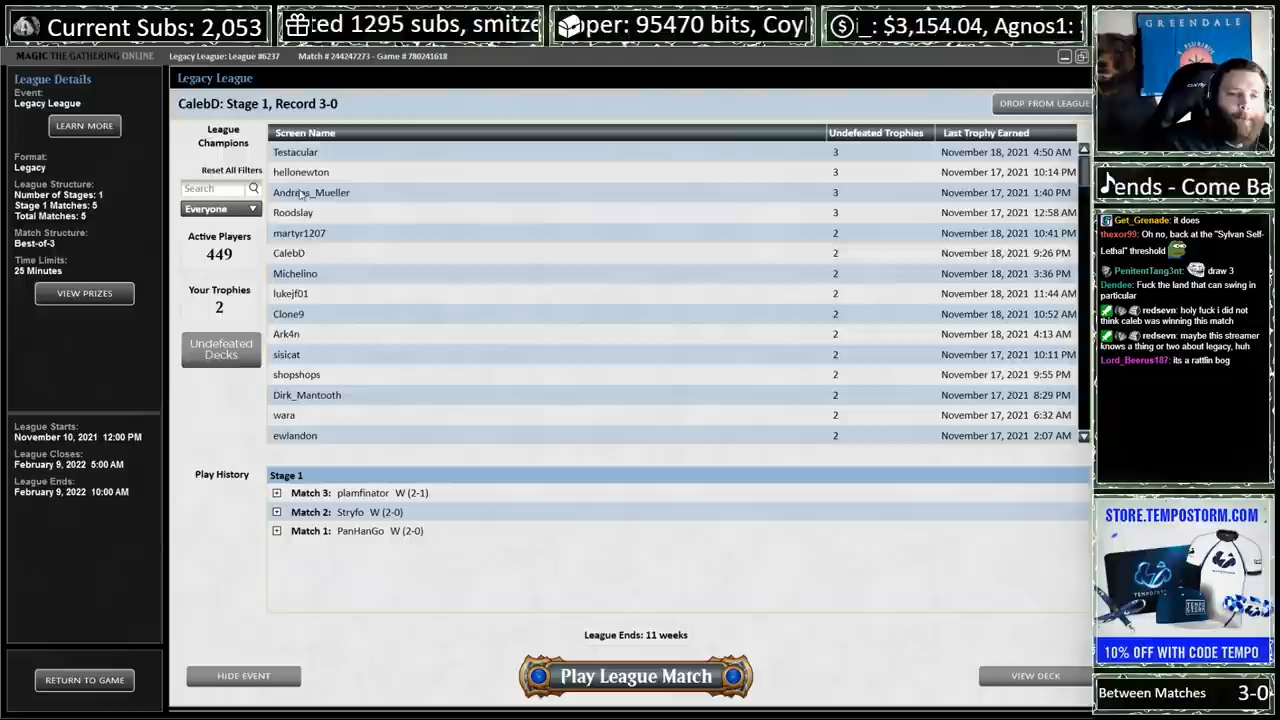 Current Subs: 2,053
ted 1295 subs, smitze
per: 95470 bits, Coyl
_: $3,154.04, Agnos1:
GREENDALE
E PLURIBUS
MAGIC: THE GATHERING ONLINE
Legacy League: League #6237
Match # 244247273 - Game # 780241618
League Details
Event:
Legacy League
LEARN MORE
Format:
Legacy
League Structure:
Number of Stages: 1
Stage 1 Matches: 5
Total Matches: 5
Match Structure:
Best-of-3
Time Limits:
25 Minutes
VIEW PRIZES
League Starts:
November 10, 2021 12:00 PM
League Closes:
February 9, 2022 5:00 AM
League Ends:
February 9, 2022 10:00 AM
RETURN TO GAME
Legacy League
CalebD: Stage 1, Record 3-0
DROP FROM LEAGUE
League
Champions
Reset All Filters
Search
Everyone
Active Players
449
Your Trophies
2
Undefeated
Decks
Screen Name Undefeated Trophies Last Trophy Earned
Testacular 3 November 18, 2021 4:50 AM
hellonewton 3 November 17, 2021 10:14 PM
Andreas_Mueller 3 November 17, 2021 1:40 PM
Roodslay 3 November 17, 2021 12:58 AM
martyr1207 2 November 18, 2021 10:41 PM
CalebD 2 November 18, 2021 9:26 PM
Michelino 2 November 18, 2021 3:36 PM
lukejf01 2 November 18, 2021 11:44 AM
Clone9 2 November 18, 2021 10:52 AM
Ark4n 2 November 18, 2021 4:13 AM
sisicat 2 November 17, 2021 10:11 PM
shopshops 2 November 17, 2021 9:55 PM
Dirk_Mantooth 2 November 17, 2021 8:29 PM
wara 2 November 17, 2021 6:32 AM
ewlandon 2 November 17, 2021 2:07 AM
Play History
Stage 1
Match 3: plamfinator W (2-1)
Match 2: Stryfo W (2-0)
Match 1: PanHanGo W (2-0)
League Ends: 11 weeks
HIDE EVENT
Play League Match
VIEW DECK
ends - Come Ba
Get_Grenade: it does
thexor99: Oh no, back at the "Sylvan Self-
Lethal" threshold
PenitentTang3nt: draw 3
Dendee: Fuck the land that can swing in
particular
redsevn: holy fuck i did not
think caleb was winning this match
redsevn: maybe this streamer
knows a thing or two about legacy, huh
Lord_Beerus187: its a rattlin bog
STORE.TEMPOSTORM.COM
10% OFF WITH CODE TEMPO
Between Matches 3-0